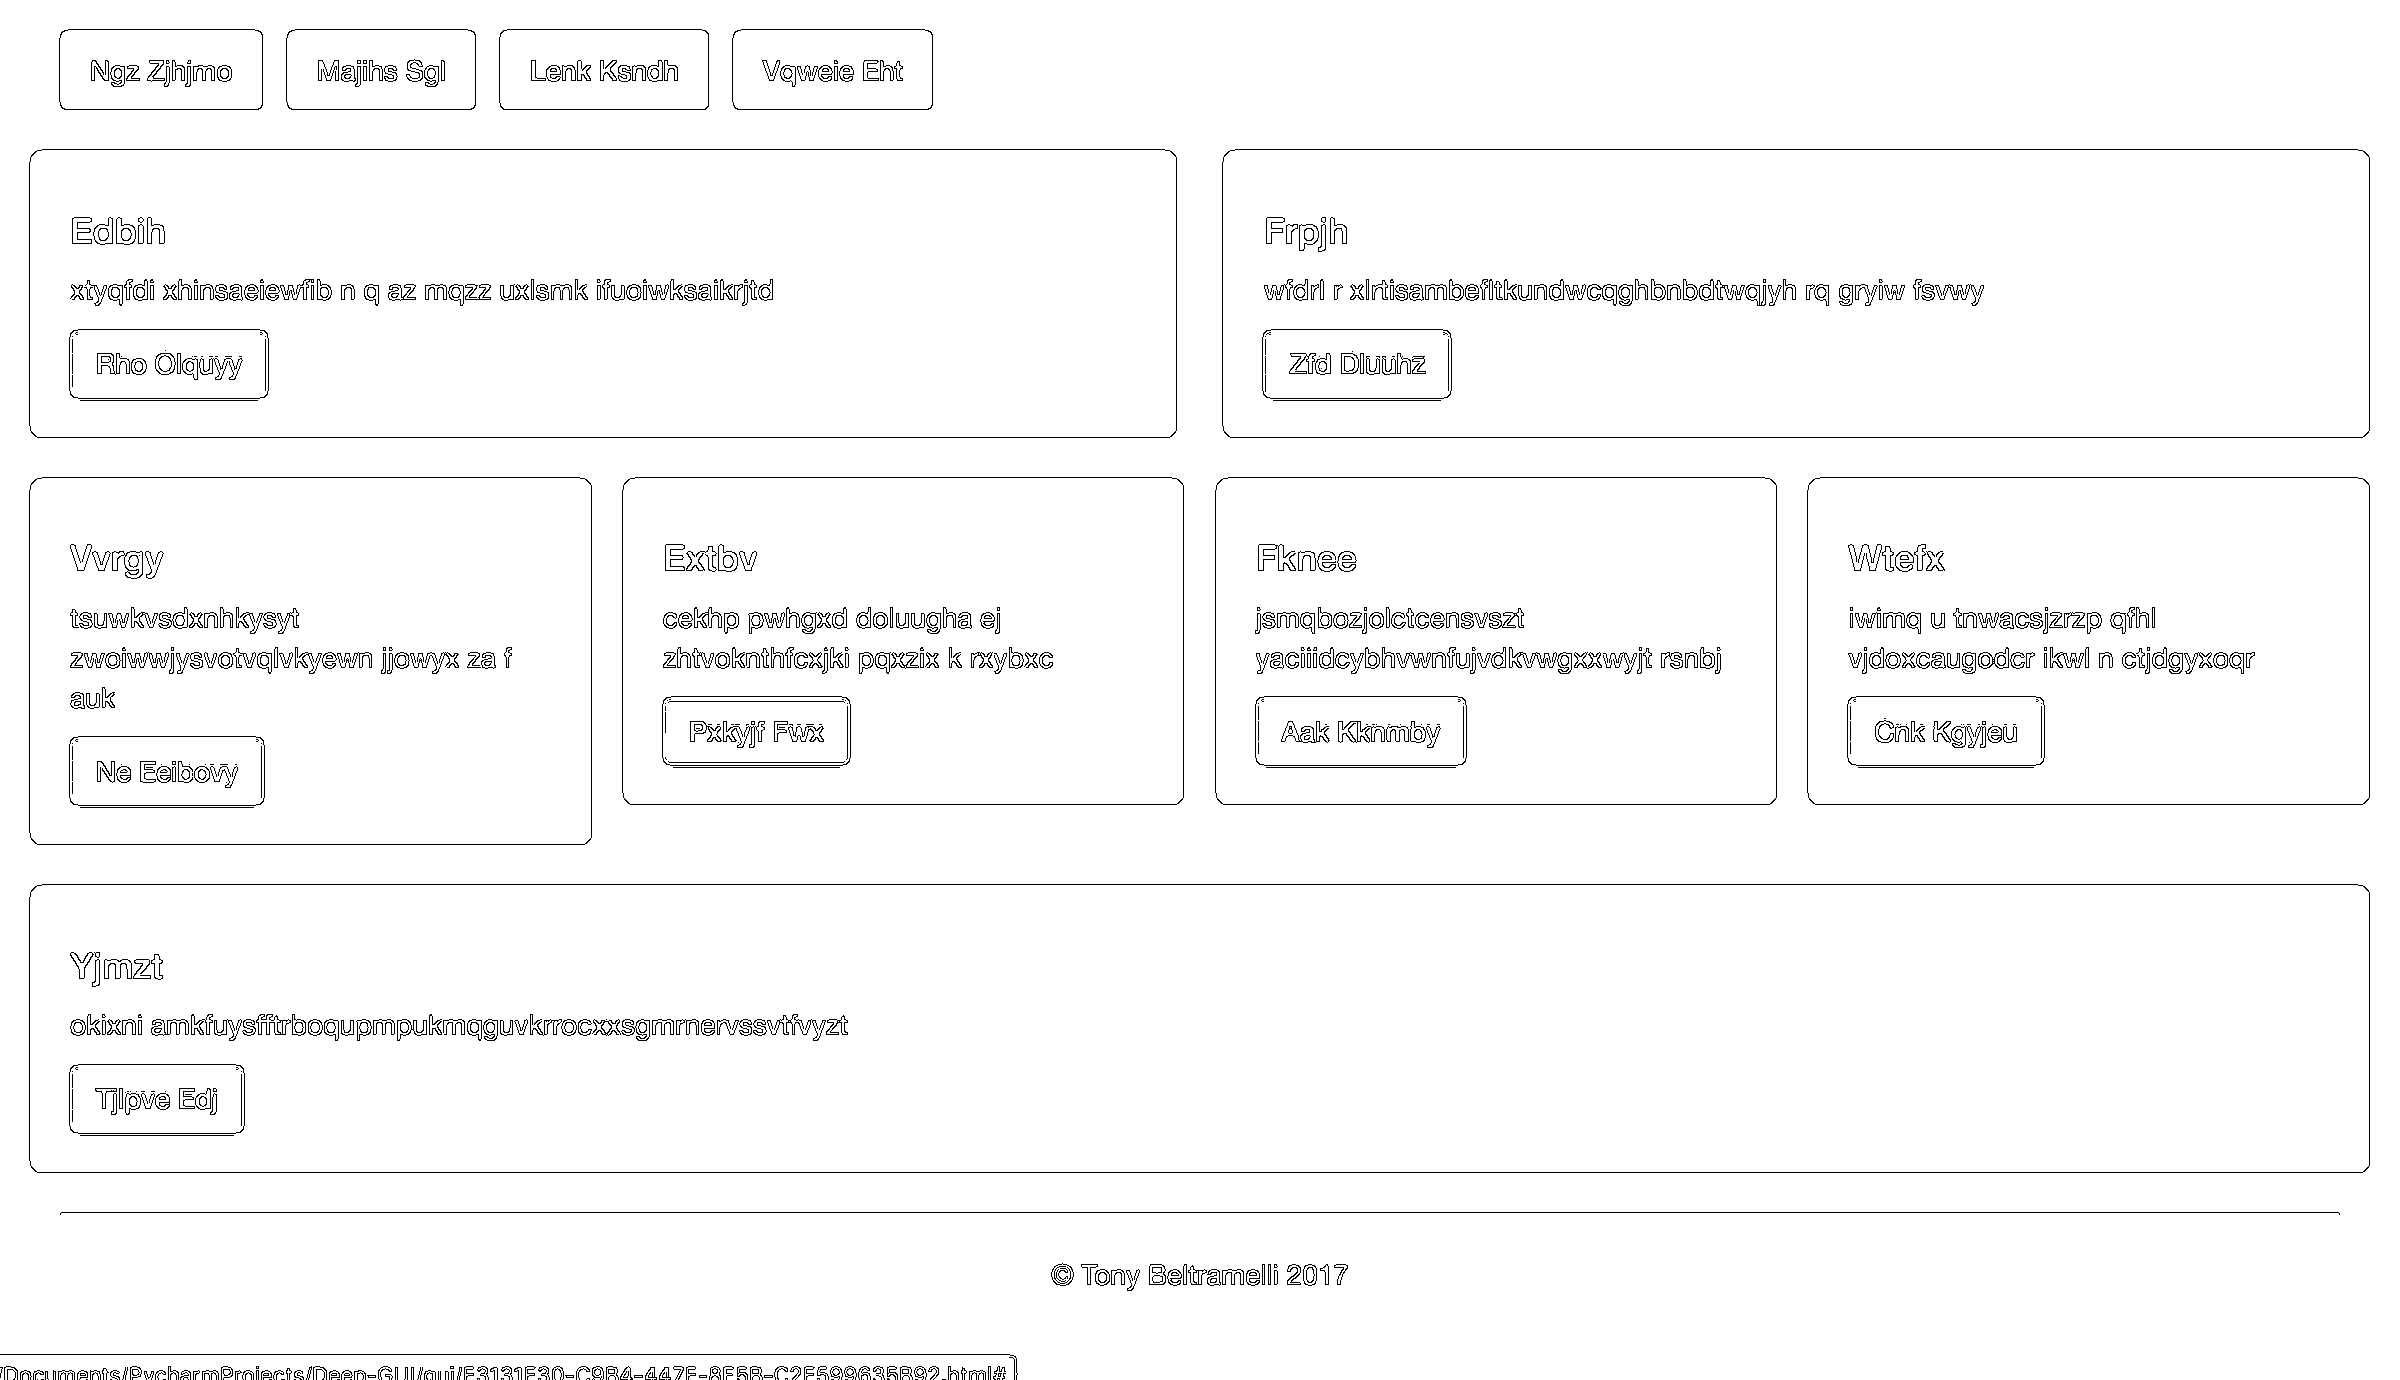 Ngz Zjhjmo
Majihs Sgl
Lenk Ksndh
Vqweie Eht
Edbih
xtyqfdi xhinsaeiewfib n q az mqzz uxlsmk ifuoiwksaikrjtd
Rho Olquyy
Frpjh
wfdrl r xlrtisambefltkundwcqghbnbdtwqjyh rq gryiw fsvwy
Zfd Dluuhz
Vvrgy
tsuwkvsdxnhkysyt
zwoiwwjysvotvqlvkyewn jjowyx za f
auk
Ne Eeibovy
Extbv
cekhp pwhgxd doluugha ej
zhtvoknthfcxjki pqxzix k rxybxc
Pxkyjf Fwx
Fknee
jsmqbozjolctcensvszt
yaciiidcybhvwnfujvdkvwgxxwyjt rsnbj
Aak Kknmby
Wtefx
iwimq u tnwacsjzrzp qfhl
vjdoxcaugodcr ikwl n ctjdgyxoqr
Cnk Kgyjeu
Yjmzt
okixni amkfuysfftrboqupmpukmqguvkrrocxxsgmrnervssvtfvyzt
Tjlpve Edj
© Tony Beltramelli 2017
/Documents/PycharmProjects/Deep-GUI/gui/E3131E30-C9B4-447E-8E5B-C2E599635B92.html#